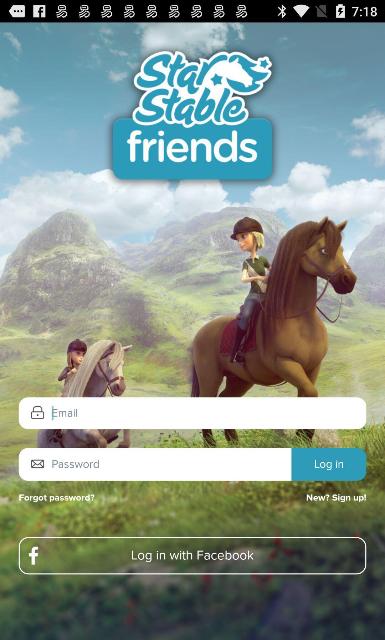 7:18
Star
Stable
friends
Email
Password
Log in
Forgot password?
New? Sign up!
Log in with Facebook